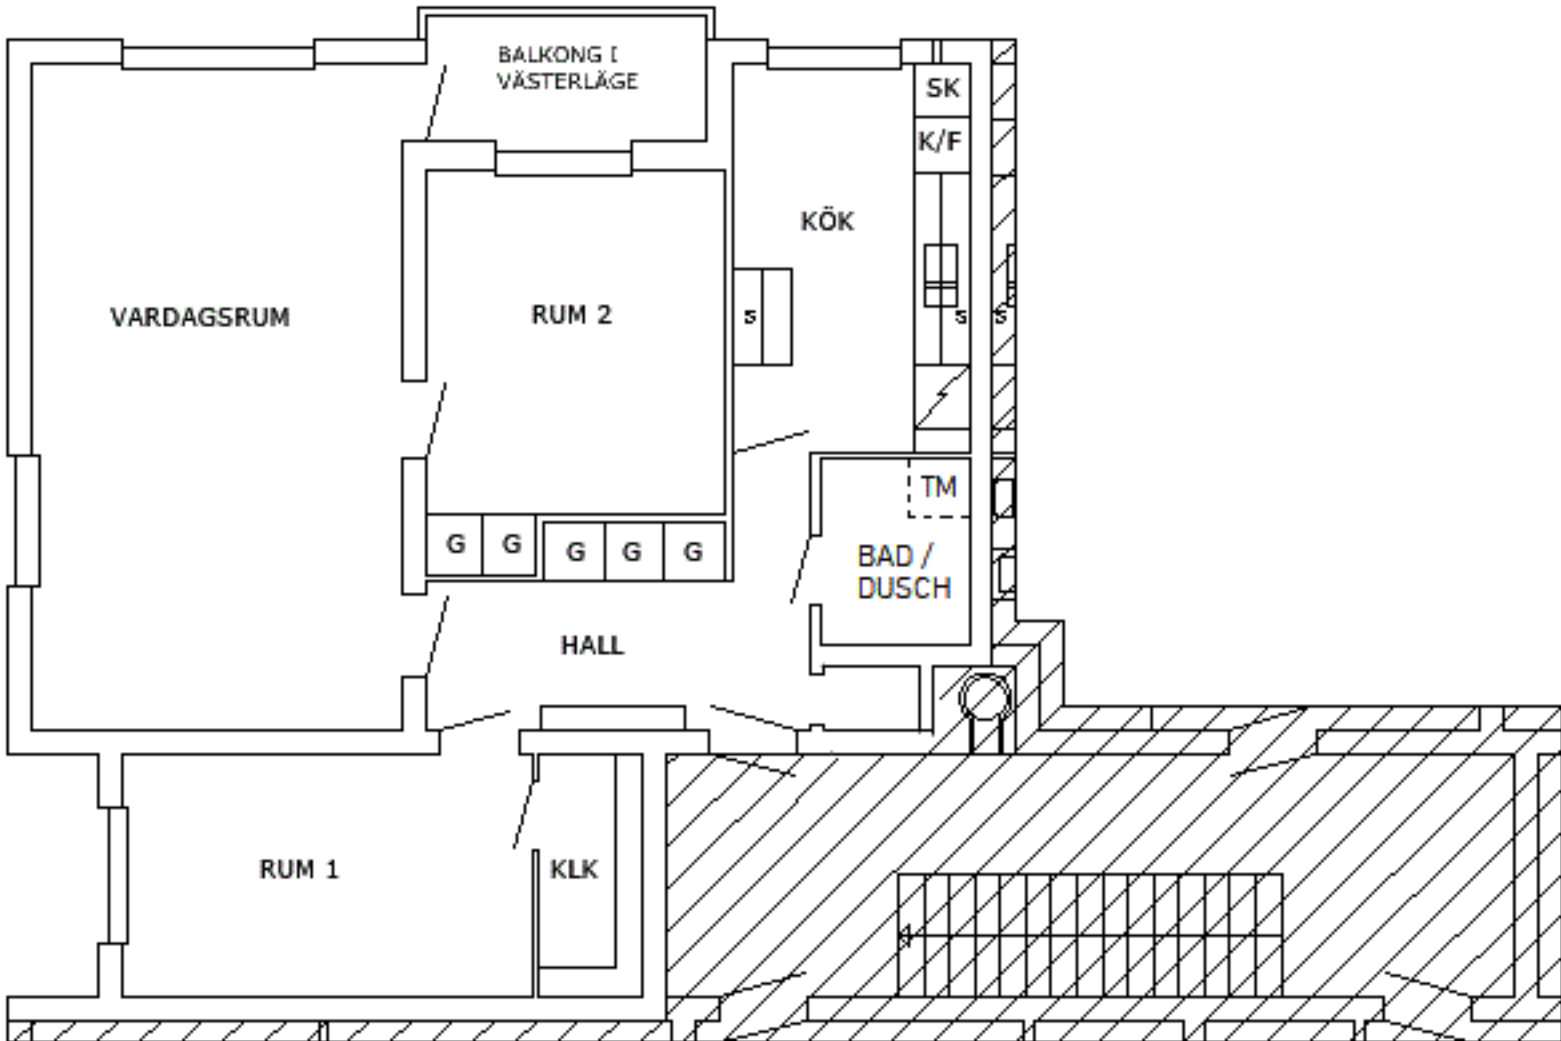 BALKONG I
VÄSTERLÄGE
SK
K/F
KÖK
VARDAGSRUM
RUM 2
s
s
s
TM
G
G
G
G
G
BAD /
DUSCH
HALL
RUM 1
KLK